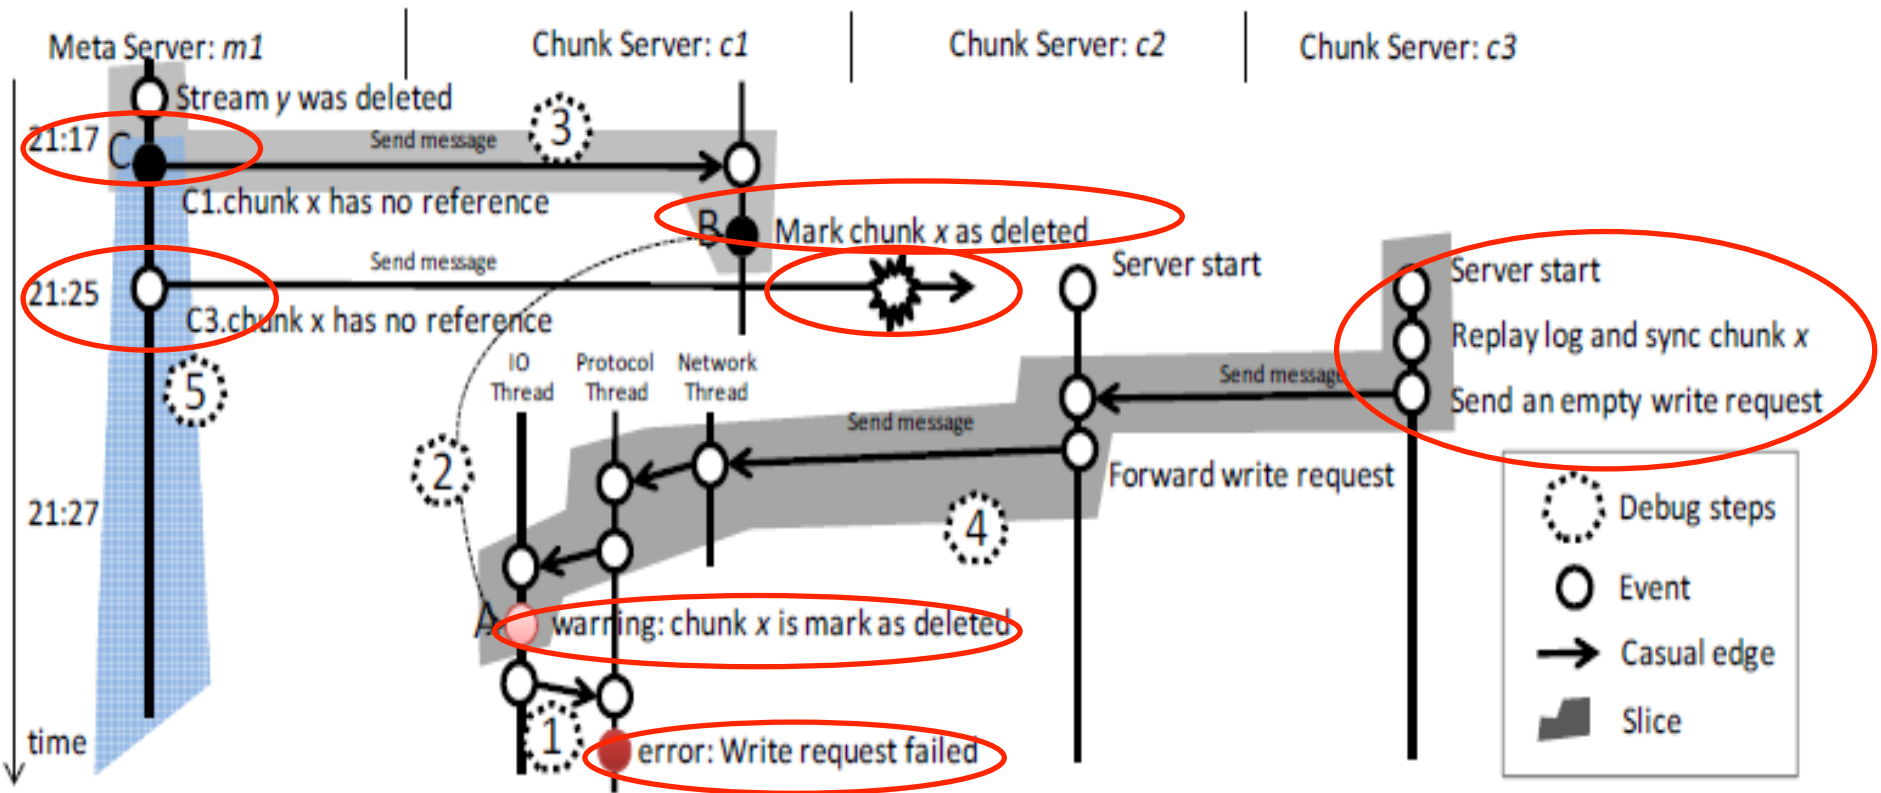 Meta Server: m1
Chunk Server: c1
Chunk Server: c2
Chunk Server: c3
Stream y was deleted
21:17
C
Send message
3
C1.chunk x has no reference
B
Mark chunk x as deleted
Send message
21:25
C3.chunk x has no reference
Server start
Server start
Replay log and sync chunk x
Send message
Send an empty write request
5
IO
Thread
Protocol
Thread
Network
Thread
Send message
2
Forward write request
4
21:27
A
warning: chunk x is mark as deleted
1
error: Write request failed
time
Debug steps
Event
Casual edge
Slice